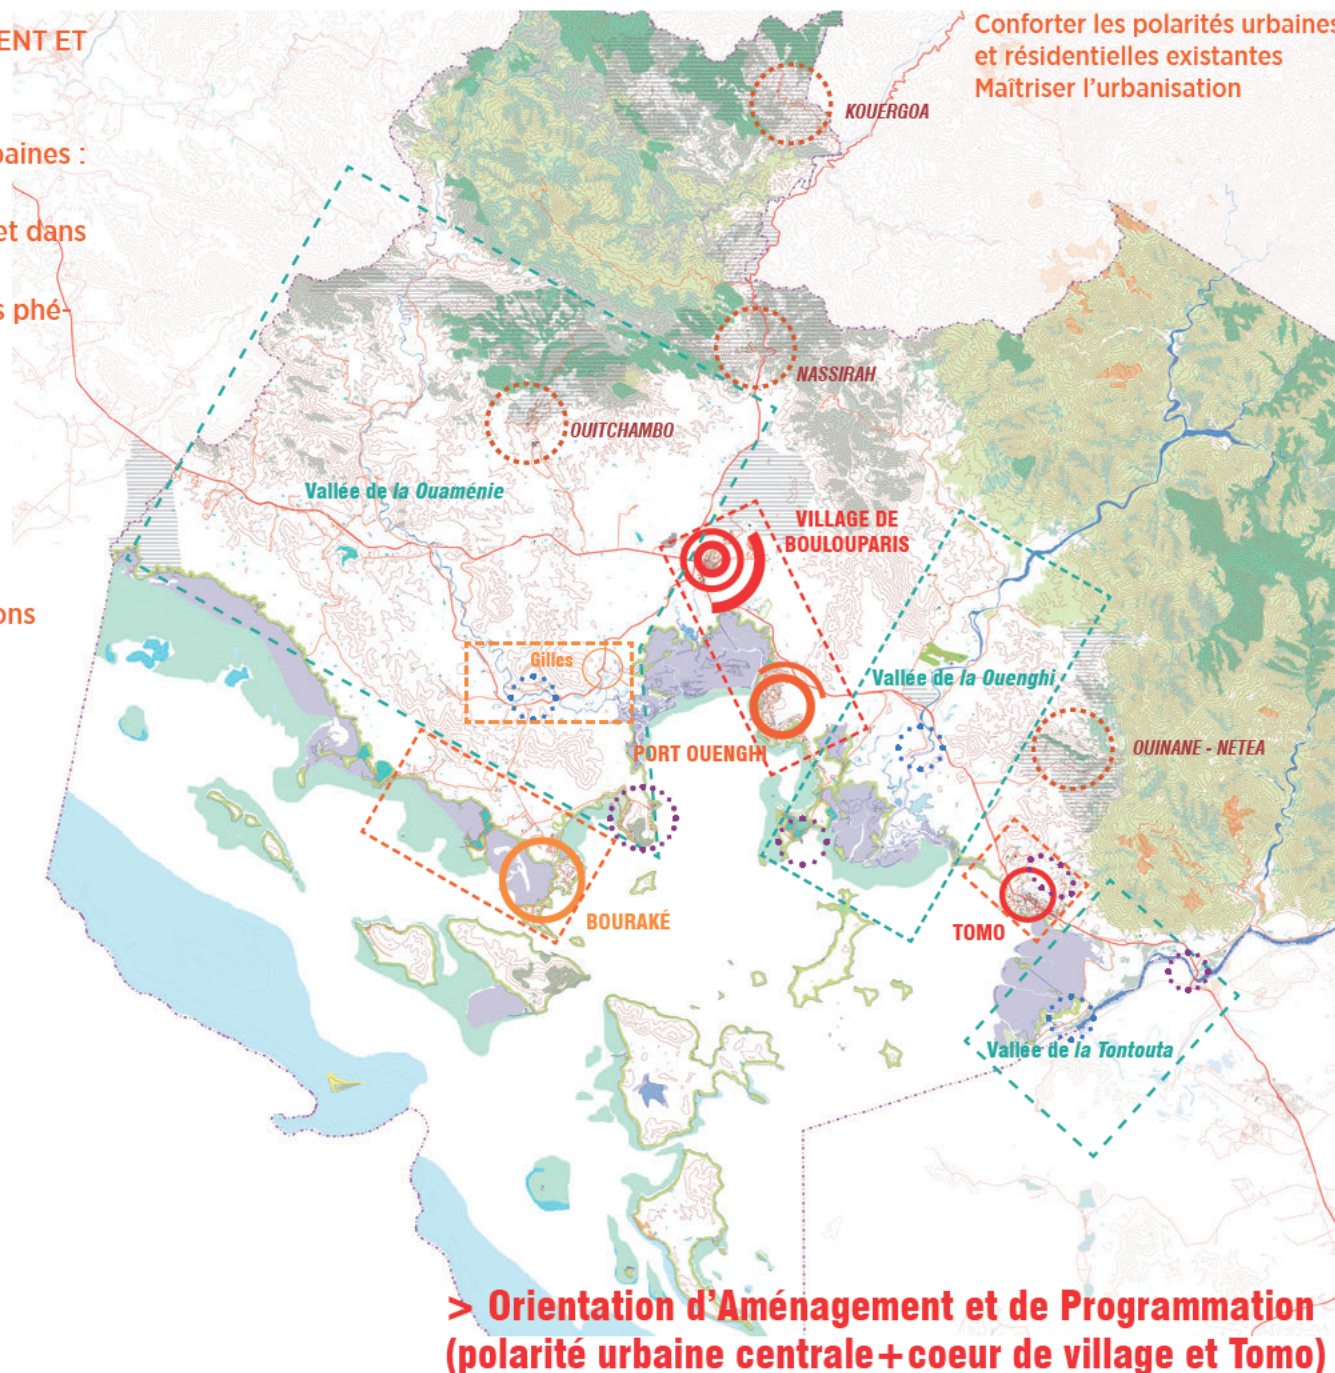 ENT ET
baines :
et dans
s phé-
ons
Conforter les polarités urbaines
et résidentielles existantes
Maîtriser l'urbanisation
KOUERGOA
NASSIRAH
OUITCHAMBO
Vallée de la Ouaménie
VILLAGE DE
BOULOUPARIS
Gilles
Vallée de la Ouenghi
PORT OUENGHI
OUINANE - NETEA
BOURAKÉ
TOMO
Vallée de la Tontouta
> Orientation d'Aménagement et de Programmation
(polarité urbaine centrale+coeur de village et Tomo)